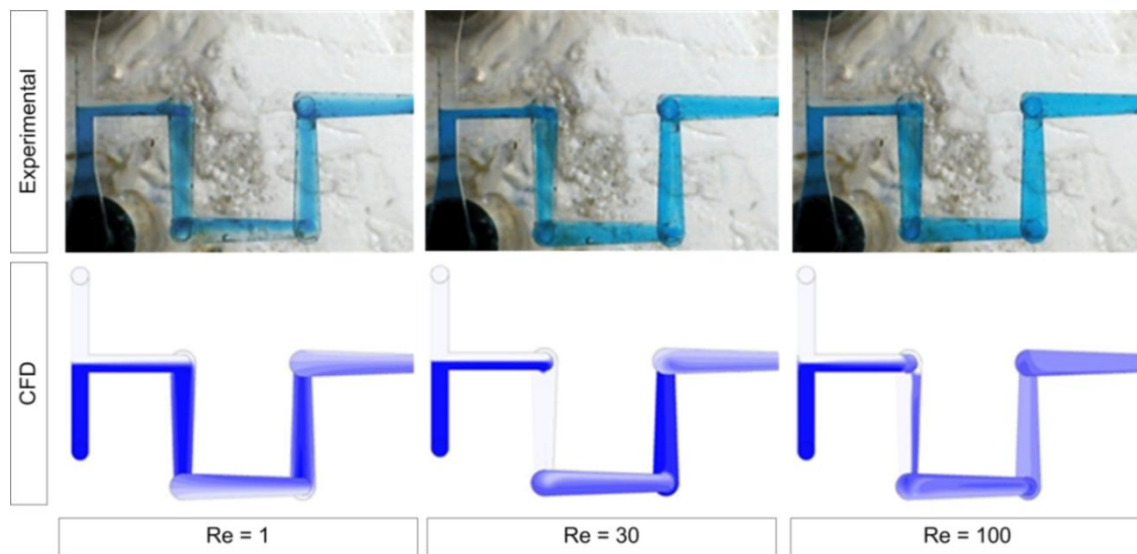 Experimental
CFD
Re = 1
Re = 30
Re = 100